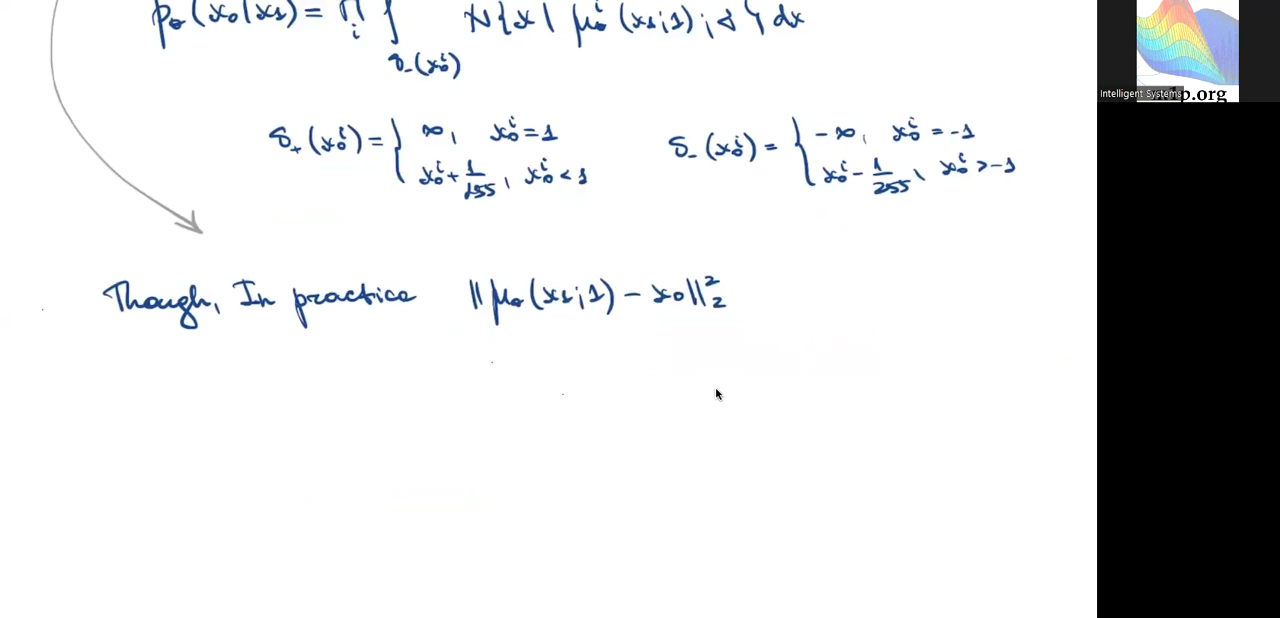 p_θ(x_0|x_1) = ∏_i ∫_{δ_-(x_0^i)} N{x | μ_θ^i(x_1; 1); δ} dx
δ_+(x_0^i) = { ∞, x_0^i = 1
x_0^i + 1/255, x_0^i < 1
δ_-(x_0^i) = { -∞, x_0^i = -1
x_0^i - 1/255, x_0^i > -1
Though, In practice ||μ_θ(x_1; 1) - x_0||_2^2
Intelligent Systems
.org